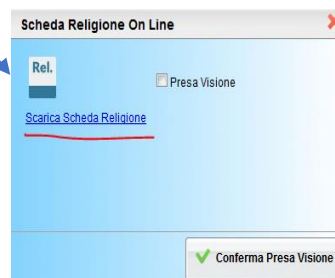 Scheda Religione On Line
Rel.
Presa Visione
Scarica Scheda Religione
Conferma Presa Visione